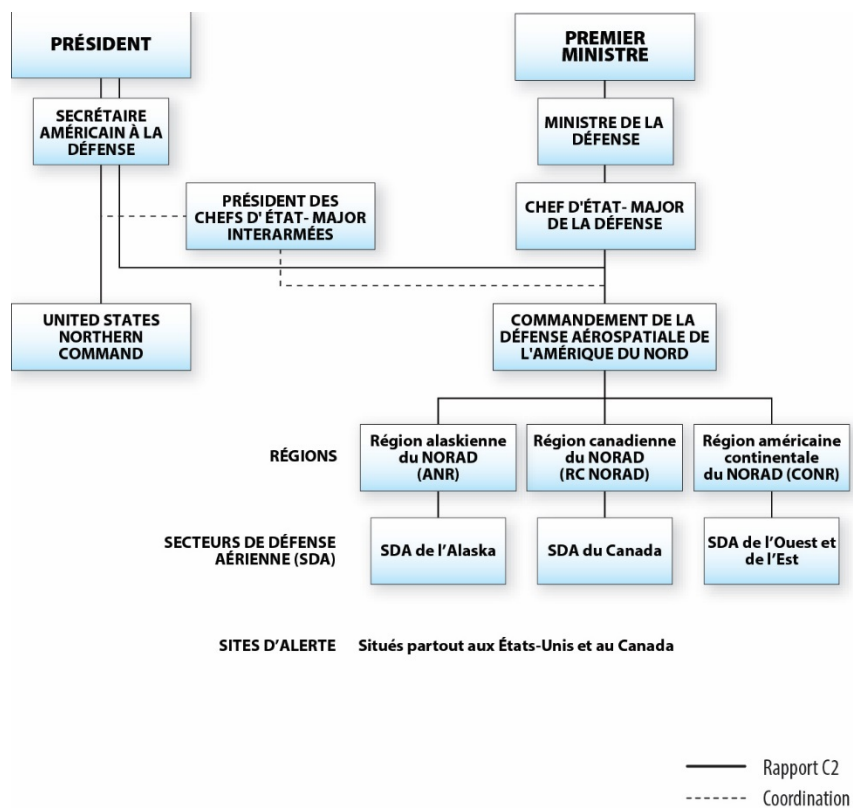 PRÉSIDENT
PREMIER
MINISTRE
SECRÉTAIRE
AMÉRICAIN À LA
DÉFENSE
MINISTRE DE LA
DÉFENSE
PRÉSIDENT DES
CHEFS D' ÉTAT- MAJOR
INTERARMÉES
CHEF D'ÉTAT- MAJOR
DE LA DÉFENSE
UNITED STATES
NORTHERN
COMMAND
COMMANDEMENT DE LA
DÉFENSE AÉROSPATIALE DE
L'AMÉRIQUE DU NORD
RÉGIONS
Région alaskienne
du NORAD
(ANR)
Région canadienne
du NORAD
(RC NORAD)
Région américaine
continentale
du NORAD (CONR)
SECTEURS DE DÉFENSE
AÉRIENNE (SDA)
SDA de l’Alaska
SDA du Canada
SDA de l’Ouest et
de l’Est
SITES D’ALERTE
Situés partout aux États-Unis et au Canada
Rapport C2
Coordination